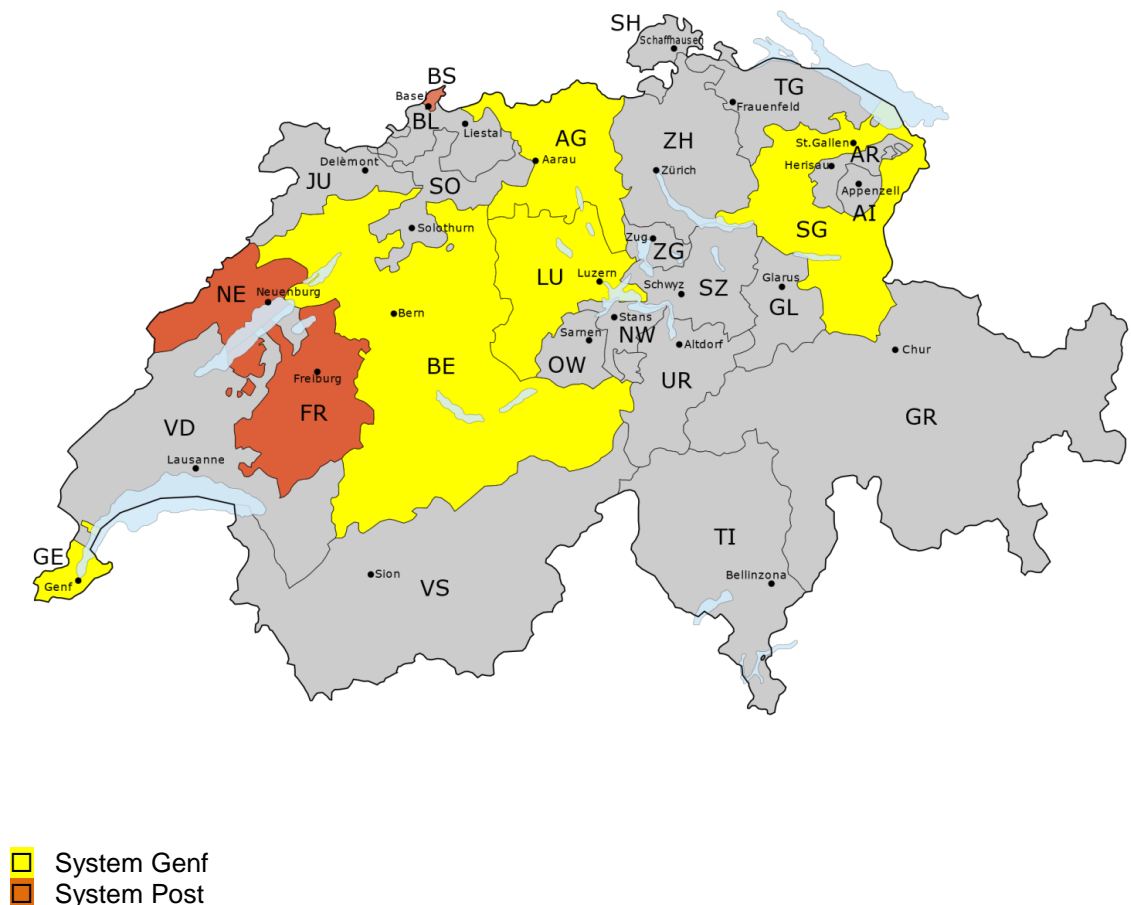 SH
Schaffhausen
BS
Basel
BL
Liestal
TG
Frauenfeld
AG
Aarau
ZH
Zürich
St.Gallen
AR
Herisau
Appenzell
AI
SG
Delèmont
JU
SO
Solothurn
Zug
ZG
LU
Luzern
Schwyz
SZ
Glarus
GL
NE
Neuenburg
Bern
BE
Stans
Sarnen
NW
OW
Altdorf
UR
Chur
GR
Freiburg
FR
VD
Lausanne
GE
Genf
Sion
VS
TI
Bellinzona
System Genf
System Post